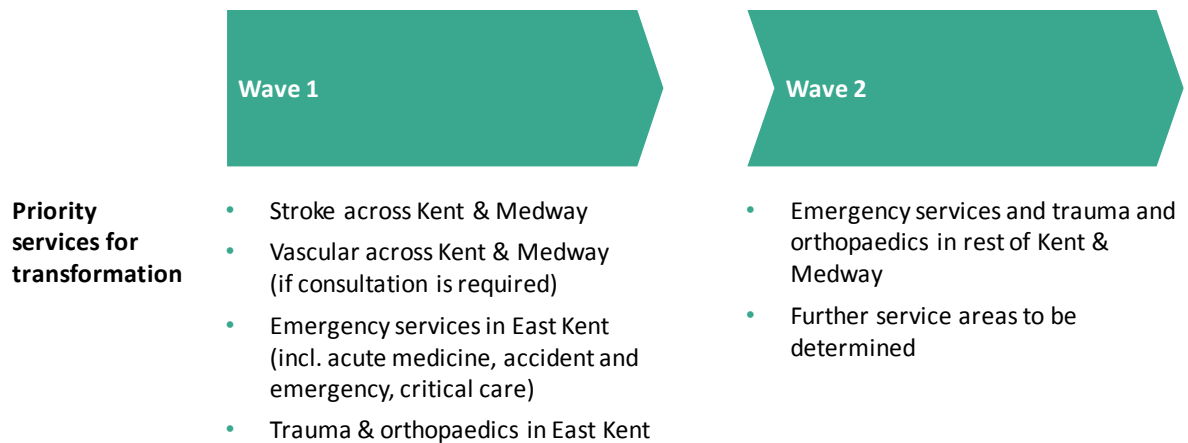 Wave 1
Wave 2
Priority
services for
transformation
• Stroke across Kent & Medway
• Vascular across Kent & Medway
(if consultation is required)
• Emergency services in East Kent
(incl. acute medicine, accident and
emergency, critical care)
• Trauma & orthopaedics in East Kent
• Emergency services and trauma and
orthopaedics in rest of Kent &
Medway
• Further service areas to be
determined